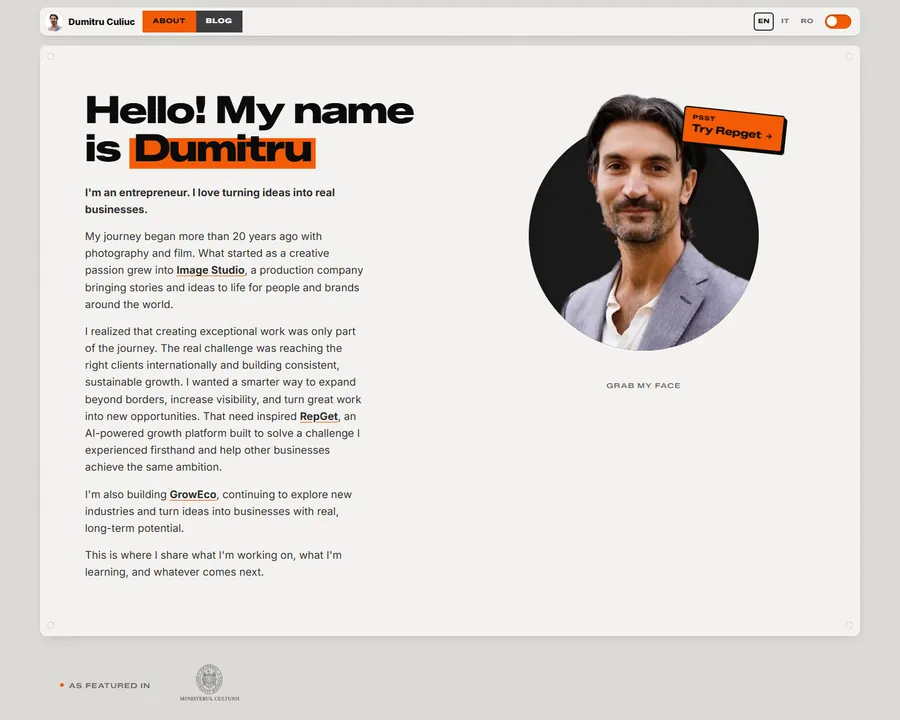 Dumitru Culiuc
ABOUT
BLOG
EN
IT
RO
Hello! My name
is Dumitru
I'm an entrepreneur. I love turning ideas into real
businesses.
My journey began more than 20 years ago with
photography and film. What started as a creative
passion grew into Image Studio, a production company
bringing stories and ideas to life for people and brands
around the world.
I realized that creating exceptional work was only part
of the journey. The real challenge was reaching the
right clients internationally and building consistent,
sustainable growth. I wanted a smarter way to expand
beyond borders, increase visibility, and turn great work
into new opportunities. That need inspired RepGet, an
AI-powered growth platform built to solve a challenge I
experienced firsthand and help other businesses
achieve the same ambition.
I'm also building GrowEco, continuing to explore new
industries and turn ideas into businesses with real,
long-term potential.
This is where I share what I'm working on, what I'm
learning, and whatever comes next.
PSST
Try Repget →
GRAB MY FACE
AS FEATURED IN
MINISTERUL CULTURII